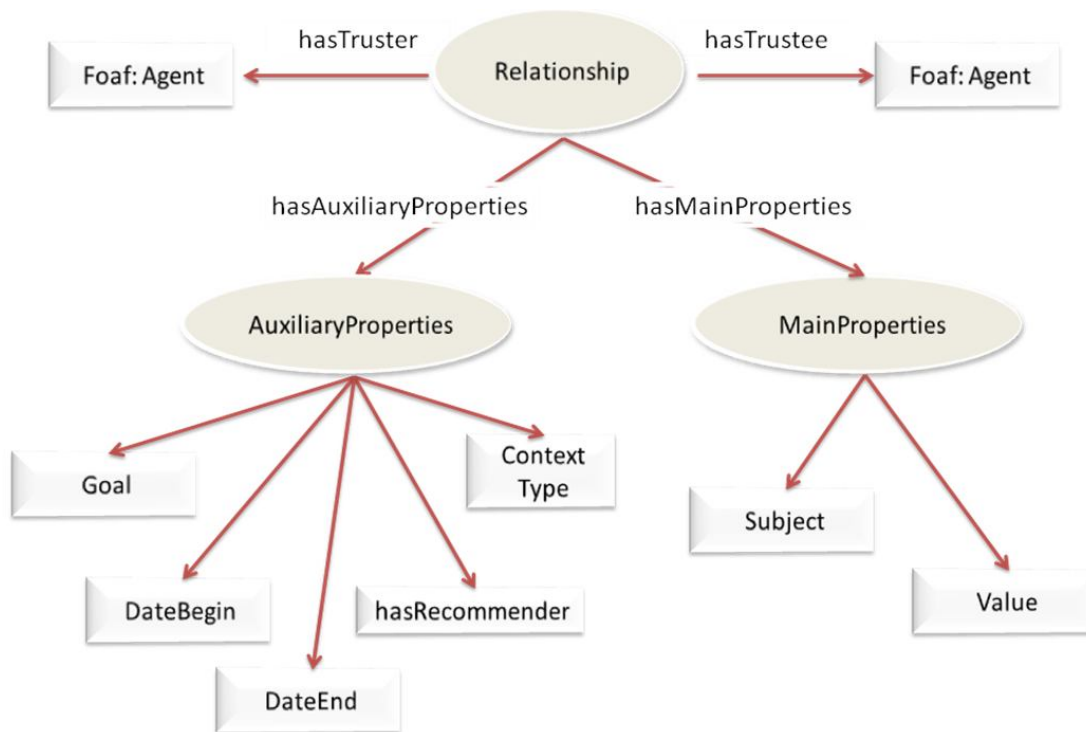 hasTruster
hasTrustee
Foaf: Agent
Relationship
Foaf: Agent
hasAuxiliaryProperties
hasMainProperties
AuxiliaryProperties
MainProperties
Goal
Context
Type
Subject
DateBegin
hasRecommender
Value
DateEnd